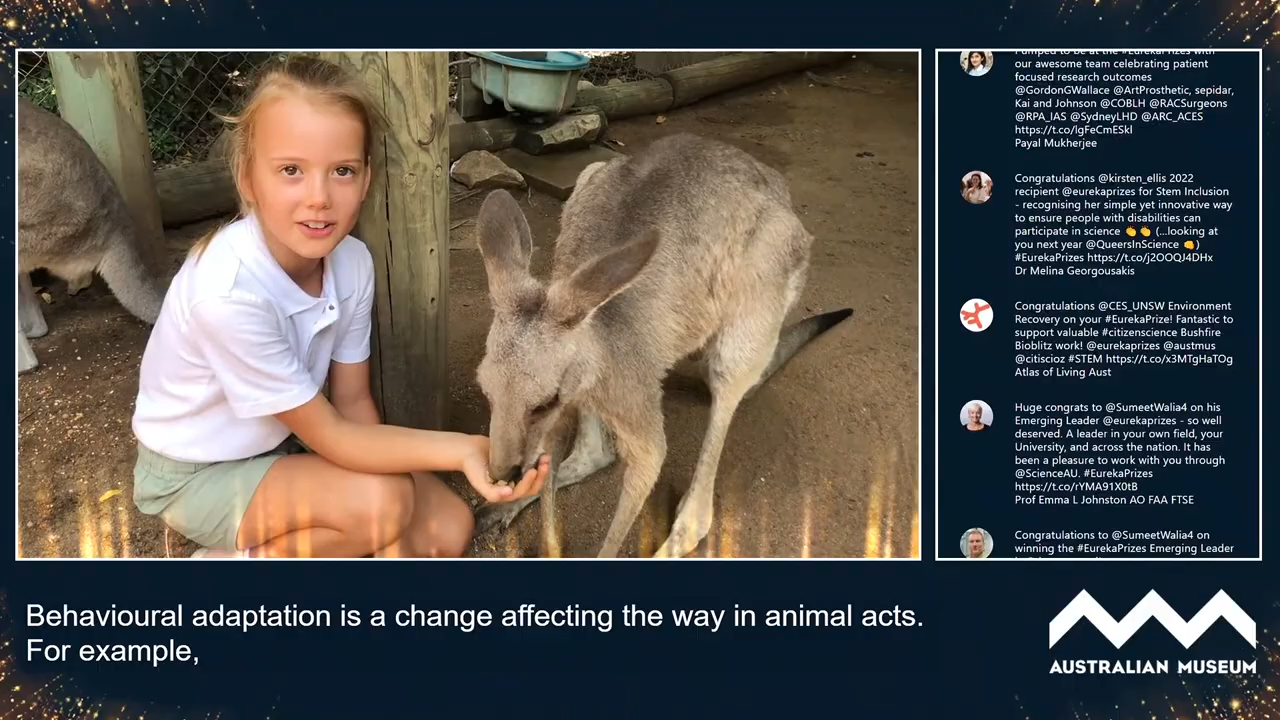 Pumped to be at the #EurekaPrizes with
our awesome team celebrating patient
focused research outcomes
@GordonGWallace @ArtProsthetic, sepidar,
Kai and Johnson @COBLH @RACSurgeons
@RPA_IAS @SydneyLHD @ARC_ACES
https://t.co/lgFeCmESkl
Payal Mukherjee
Congratulations @kirsten_ellis 2022
recipient @eurekaprizes for Stem Inclusion
- recognising her simple yet innovative way
to ensure people with disabilities can
participate in science 👏👏 (...looking at
you next year @QueersInScience 👊)
#EurekaPrizes https://t.co/j2OOQJ4DHx
Dr Melina Georgousakis
Congratulations @CES_UNSW Environment
Recovery on your #EurekaPrize! Fantastic to
support valuable #citizenscience Bushfire
Bioblitz work! @eurekaprizes @austmus
@citiscioz #STEM https://t.co/x3MTgHaTOg
Atlas of Living Aust
Huge congrats to @SumeetWalia4 on his
Emerging Leader @eurekaprizes - so well
deserved. A leader in your own field, your
University, and across the nation. It has
been a pleasure to work with you through
@ScienceAU. #EurekaPrizes
https://t.co/rYMA91X0tB
Prof Emma L Johnston AO FAA FTSE
Congratulations to @SumeetWalia4 on
winning the #EurekaPrizes Emerging Leader
Behavioural adaptation is a change affecting the way in animal acts.
For example,
AUSTRALIAN MUSEUM